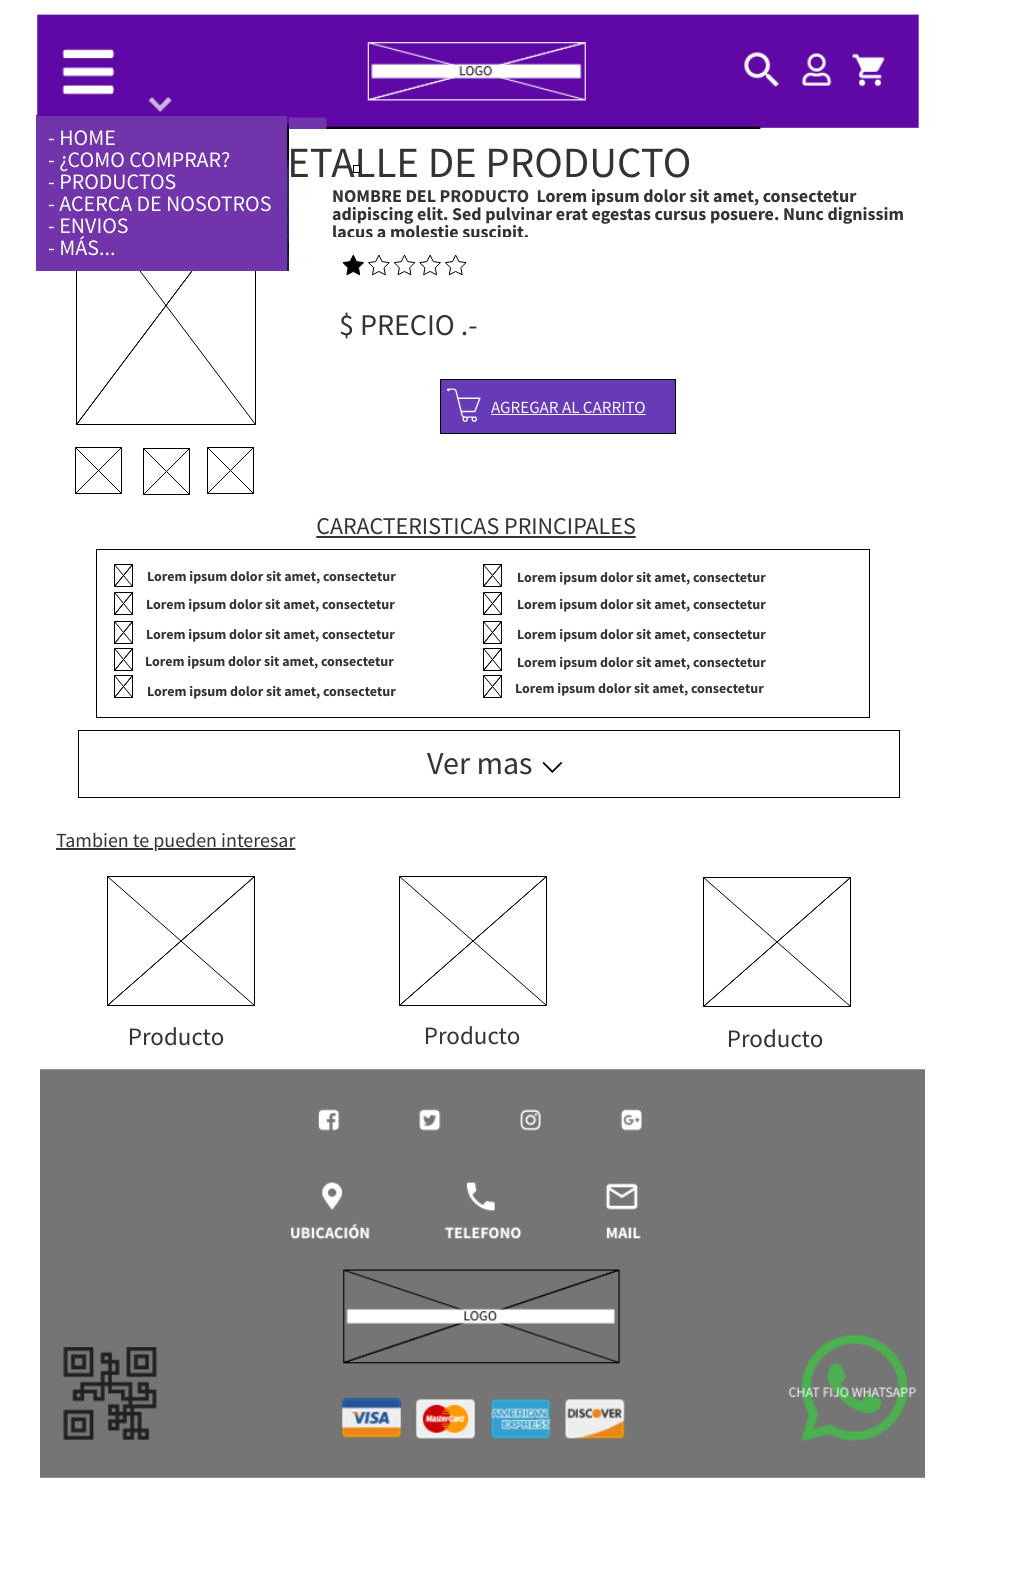 LOGO
- HOME
- ¿COMO COMPRAR?
- PRODUCTOS
- ACERCA DE NOSOTROS
- ENVIOS
- MÁS...
ETALLE DE PRODUCTO
NOMBRE DEL PRODUCTO Lorem ipsum dolor sit amet, consectetur
adipiscing elit. Sed pulvinar erat egestas cursus posuere. Nunc dignissim
lacus a molestie suscipit.
$ PRECIO .-
AGREGAR AL CARRITO
CARACTERISTICAS PRINCIPALES
Lorem ipsum dolor sit amet, consectetur
Lorem ipsum dolor sit amet, consectetur
Lorem ipsum dolor sit amet, consectetur
Lorem ipsum dolor sit amet, consectetur
Lorem ipsum dolor sit amet, consectetur
Lorem ipsum dolor sit amet, consectetur
Lorem ipsum dolor sit amet, consectetur
Lorem ipsum dolor sit amet, consectetur
Lorem ipsum dolor sit amet, consectetur
Lorem ipsum dolor sit amet, consectetur
Ver mas
Tambien te pueden interesar
Producto
Producto
Producto
G+
UBICACIÓN
TELEFONO
MAIL
LOGO
CHAT FIJO WHATSAPP
VISA
MasterCard
AMERICAN
EXPRESS
DISCOVER